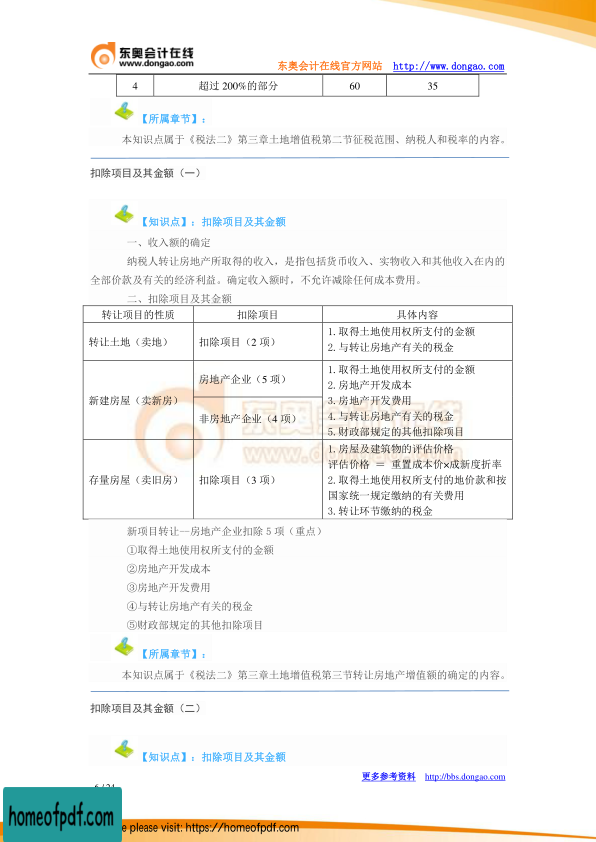 东奥会计在线
www.dongao.com
东奥会计在线官方网站 http://www.dongao.com
4 超过 200%的部分 60 35
【所属章节】：
本知识点属于《税法二》第三章土地增值税第二节征税范围、纳税人和税率的内容。
扣除项目及其金额（一）
【知识点】：扣除项目及其金额
一、收入额的确定
纳税人转让房地产所取得的收入，是指包括货币收入、实物收入和其他收入在内的
全部价款及有关的经济利益。确定收入额时，不允许减除任何成本费用。
二、扣除项目及其金额
转让项目的性质 扣除项目 具体内容
转让土地（卖地） 扣除项目（2 项）
1.取得土地使用权所支付的金额
2.与转让房地产有关的税金
新建房屋（卖新房）
房地产企业（5 项）
非房地产企业（4 项）
1.取得土地使用权所支付的金额
2.房地产开发成本
3.房地产开发费用
4.与转让房地产有关的税金
5.财政部规定的其他扣除项目
存量房屋（卖旧房） 扣除项目（3 项）
1.房屋及建筑物的评估价格
评估价格 ＝ 重置成本价×成新度折率
2.取得土地使用权所支付的地价款和按
国家统一规定缴纳的有关费用
3.转让环节缴纳的税金
东奥会计在线
www.dongao.com
新项目转让—房地产企业扣除 5 项（重点）
①取得土地使用权所支付的金额
②房地产开发成本
③房地产开发费用
④与转让房地产有关的税金
⑤财政部规定的其他扣除项目
【所属章节】：
本知识点属于《税法二》第三章土地增值税第三节转让房地产增值额的确定的内容。
扣除项目及其金额（二）
【知识点】：扣除项目及其金额
更多参考资料 http://bbs.dongao.com
homeofpdf.com
please visit: https://homeofpdf.com